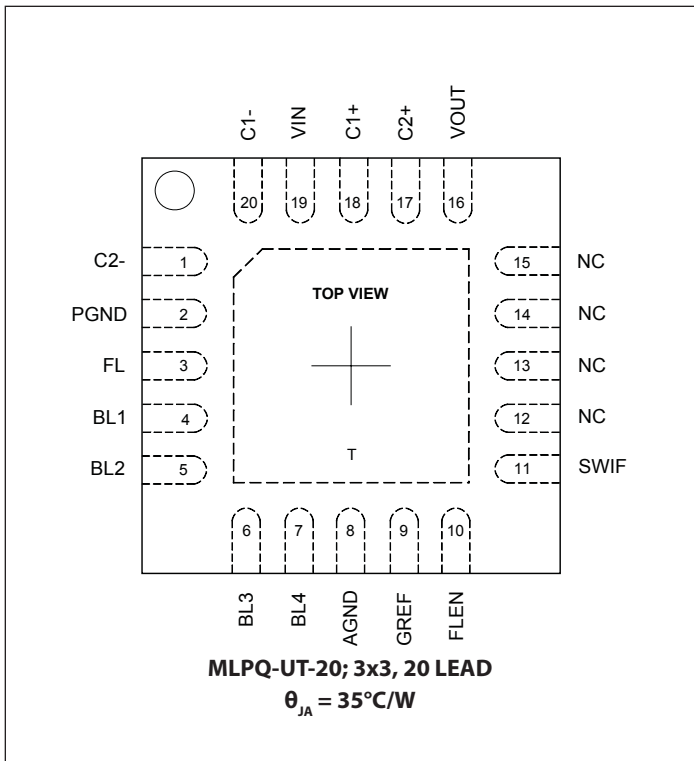 C1-
VIN
C1+
C2+
VOUT
20
19
18
17
16
C2-
1
15
NC
PGND
2
TOP VIEW
14
NC
FL
3
13
NC
BL1
4
12
NC
BL2
5
T
11
SWIF
6
7
8
9
10
BL3
BL4
AGND
GREF
FLEN
MLPQ-UT-20; 3x3, 20 LEAD
θJA = 35°C/W